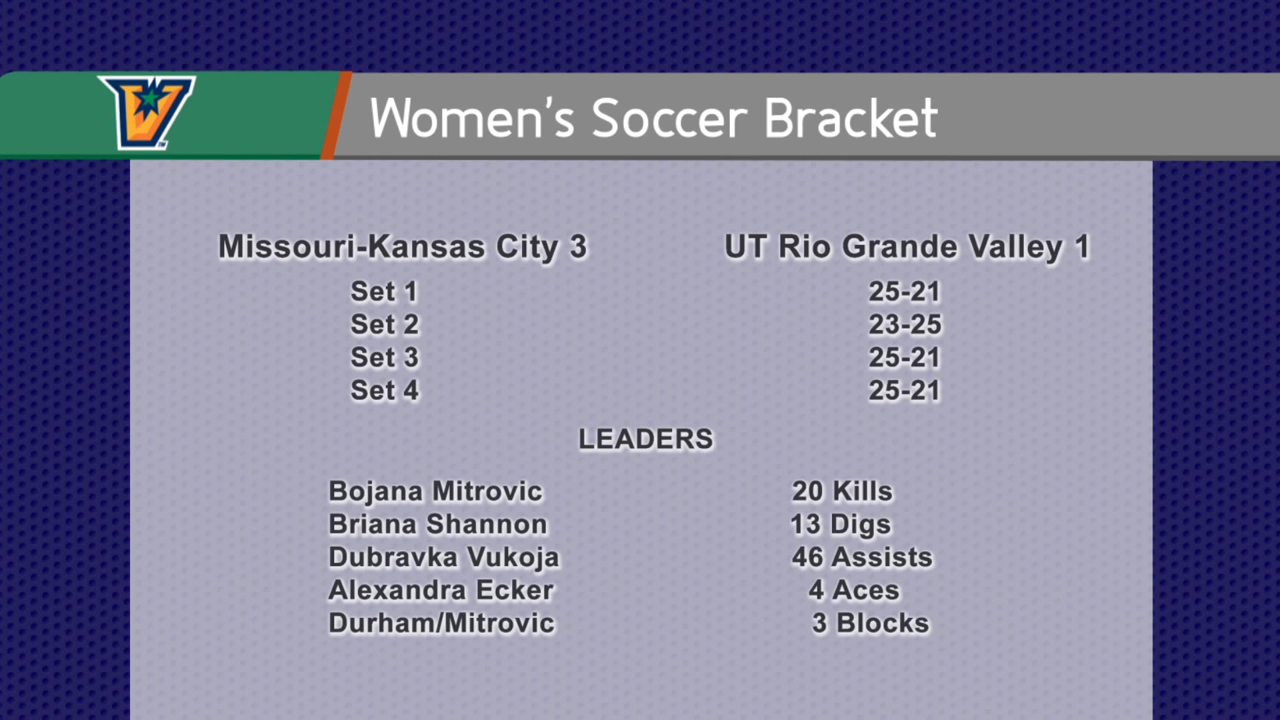 Women's Soccer Bracket
Missouri-Kansas City 3 UT Rio Grande Valley 1
Set 1 25-21
Set 2 23-25
Set 3 25-21
Set 4 25-21
LEADERS
Bojana Mitrovic 20 Kills
Briana Shannon 13 Digs
Dubravka Vukoja 46 Assists
Alexandra Ecker 4 Aces
Durham/Mitrovic 3 Blocks